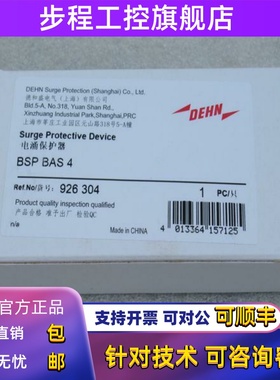 步程工控旗舰店
DEHN Surge Protection (Shanghai) Co., Ltd.
Bld.5-A, No.318, Yuan Shan Rd.,
Xinzhuang Industrial Park,Shanghai,PRC
DEHN
Surge Protective Device
电涌保护器
BSP BAS 4
Ref.No/货号: 926 304
1
Product quality inspection qualified
n/a
Made in CHINA
4 013364 157125
官方正品
直销
无忧
包
邮
支持开票 可对公
可顺丰
针对技术 可咨询